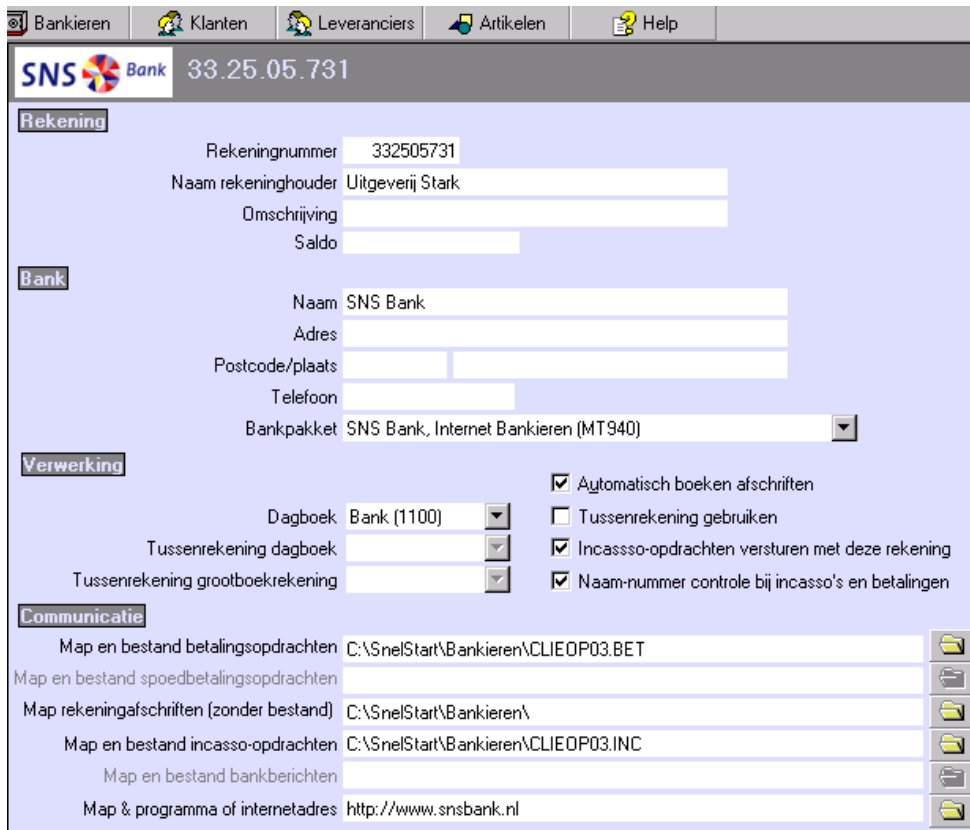 Bankieren Klanten Leveranciers Artikelen Help
SNS Bank 33.25.05.731
Rekening
Rekeningnummer 332505731
Naam rekeninghouder Uitgeverij Stark
Omschrijving
Saldo
Bank
Naam SNS Bank
Adres
Postcode/plaats
Telefoon
Bankpakket SNS Bank, Internet Bankieren (MT940)
Verwerking
Automatisch boeken afschriften
Dagboek Bank (1100) Tussenrekening gebruiken
Tussenrekening dagboek Incassso-opdrachten versturen met deze rekening
Tussenrekening grootboekrekening Naam-nummer controle bij incasso's en betalingen
Communicatie
Map en bestand betalingsopdrachten C:\SnelStart\Bankieren\CLIEOP03.BET
Map en bestand spoedbetalingsopdrachten
Map rekeningafschriften (zonder bestand) C:\SnelStart\Bankieren\
Map en bestand incasso-opdrachten C:\SnelStart\Bankieren\CLIEOP03.INC
Map en bestand bankberichten
Map & programma of internetadres http://www.snsbank.nl